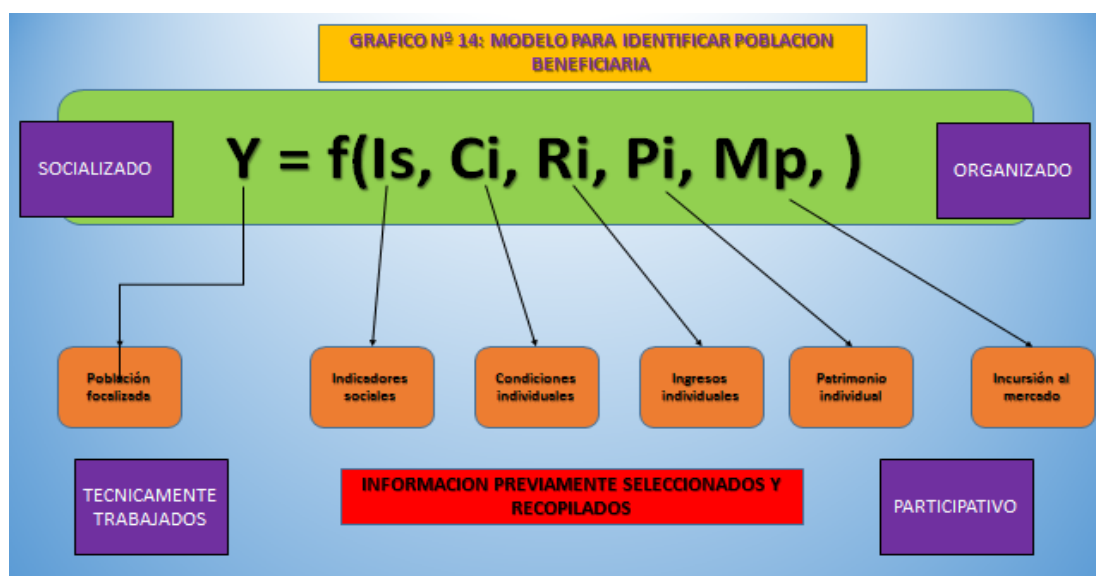 GRAFICO Nº 14: MODELO PARA IDENTIFICAR POBLACION
BENEFICIARIA
SOCIALIZADO
Y = f(Is, Ci, Ri, Pi, Mp, )
ORGANIZADO
Población
focalizada
Indicadores
sociales
Condiciones
individuales
Ingresos
individuales
Patrimonio
individual
Incursión al
mercado
TECNICAMENTE
TRABAJADOS
INFORMACION PREVIAMENTE SELECCIONADOS Y
RECOPILADOS
PARTICIPATIVO